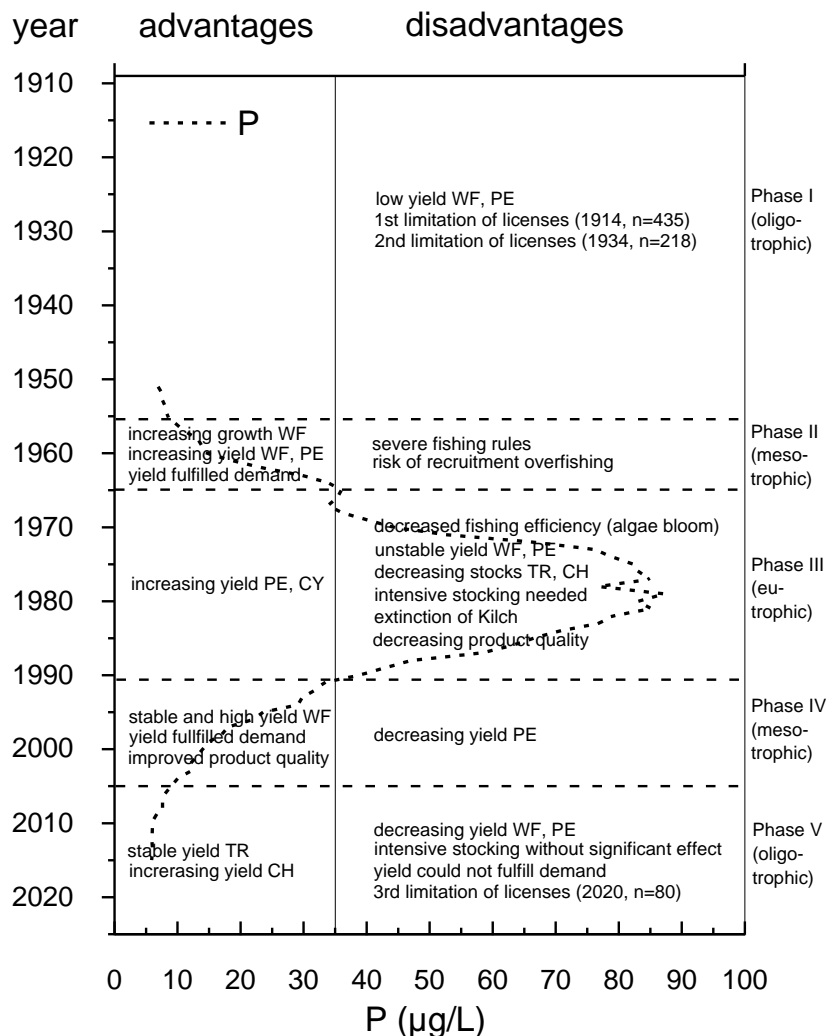 year advantages disadvantages
1910
1920
1930
1940
1950
1960
1970
1980
1990
2000
2010
2020
P
low yield WF, PE
1st limitation of licenses (1914, n=435)
2nd limitation of licenses (1934, n=218)
Phase I
(oligo-
trophic)
increasing growth WF
increasing yield WF, PE
yield fulfilled demand
severe fishing rules
risk of recruitment overfishing
Phase II
(meso-
trophic)
increasing yield PE, CY
decreased fishing efficiency (algae bloom)
unstable yield WF, PE
decreasing stocks TR, CH
intensive stocking needed
extinction of Kilch
decreasing product quality
Phase III
(eu-
trophic)
stable and high yield WF
yield fullfilled demand
improved product quality
decreasing yield PE
Phase IV
(meso-
trophic)
stable yield TR
increrasing yield CH
decreasing yield WF, PE
intensive stocking without significant effect
yield could not fulfill demand
3rd limitation of licenses (2020, n=80)
Phase V
(oligo-
trophic)
0 10 20 30 40 50 60 70 80 90 100
P (µg/L)